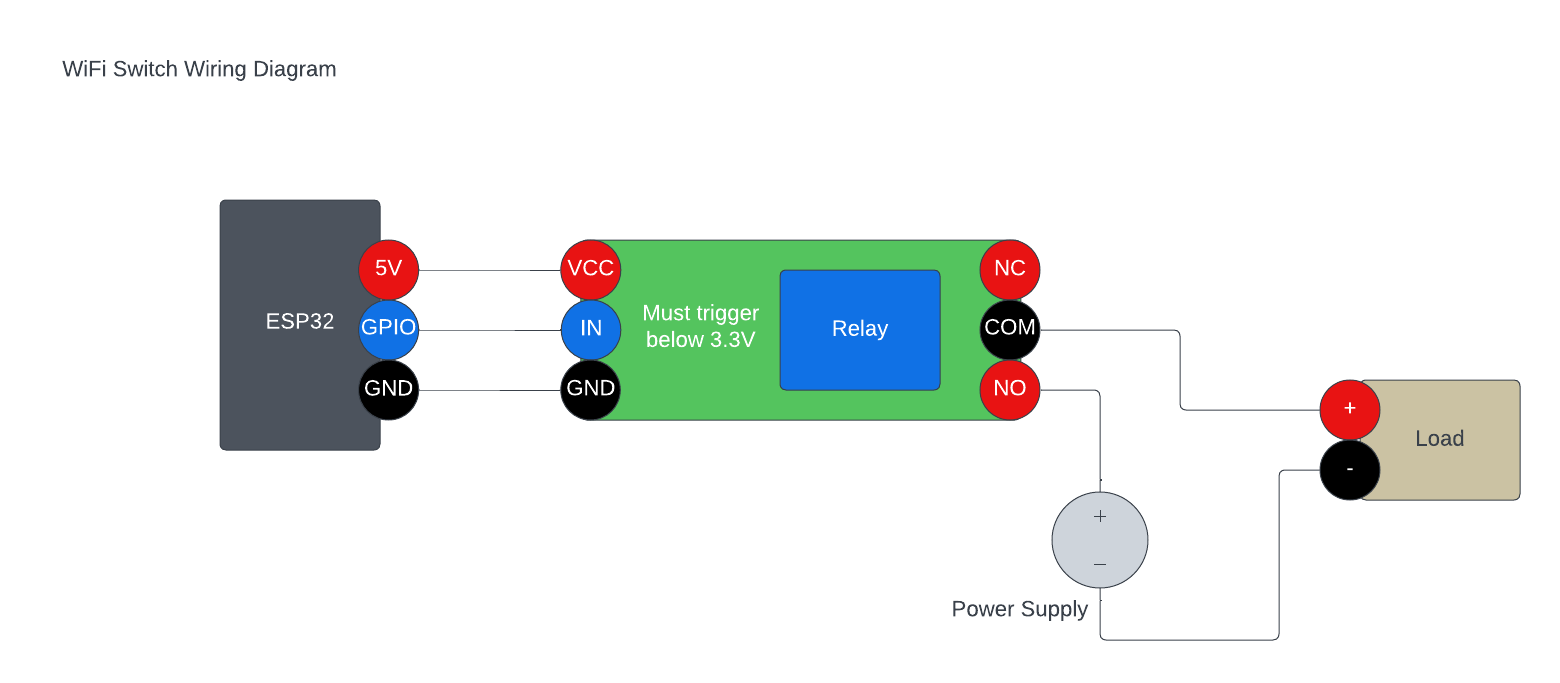 WiFi Switch Wiring Diagram
ESP32
5V
GPIO
GND
VCC
IN
GND
Must trigger
below 3.3V
Relay
NC
COM
NO
+
-
Load
+
–
Power Supply